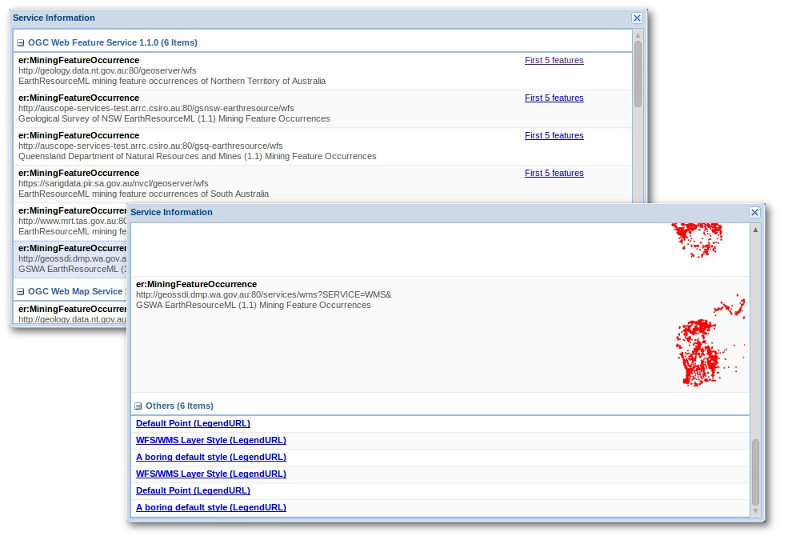 Service Information
OGC Web Feature Service 1.1.0 (6 Items)
er:MiningFeatureOccurrence
First 5 features
http://geology.data.nt.gov.au:80/geoserver/wfs
EarthResourceML mining feature occurrences of Northern Territory of Australia
er:MiningFeatureOccurrence
First 5 features
http://auscope-services-test.arrc.csiro.au:80/gsnsw-earthresource/wfs
Geological Survey of NSW EarthResourceML (1.1) Mining Feature Occurrences
er:MiningFeatureOccurrence
First 5 features
http://auscope-services-test.arrc.csiro.au:80/gsq-earthresource/wfs
Queensland Department of Natural Resources and Mines (1.1) Mining Feature Occurrences
er:MiningFeatureOccurrence
First 5 features
https://sarigdata.pir.sa.gov.au/nvcl/geoserver/wfs
EarthResourceML mining feature occurrences of South Australia
er:MiningFeatureOccurr
http://www.mrt.tas.gov.au:80
EarthResourceML mining fe
er:MiningFeatureOccurren
http://geossdi.dmp.wa.gov.a
GSWA EarthResourceML (1
OGC Web Map Service
er:MiningFeatureOccurr
http://geology.data.nt.gov.au
Service Information
er:MiningFeatureOccurrence
http://geossdi.dmp.wa.gov.au:80/services/wms?SERVICE=WMS&
GSWA EarthResourceML (1.1) Mining Feature Occurrences
Others (6 Items)
Default Point (LegendURL)
WFS/WMS Layer Style (LegendURL)
A boring default style (LegendURL)
WFS/WMS Layer Style (LegendURL)
Default Point (LegendURL)
A boring default style (LegendURL)